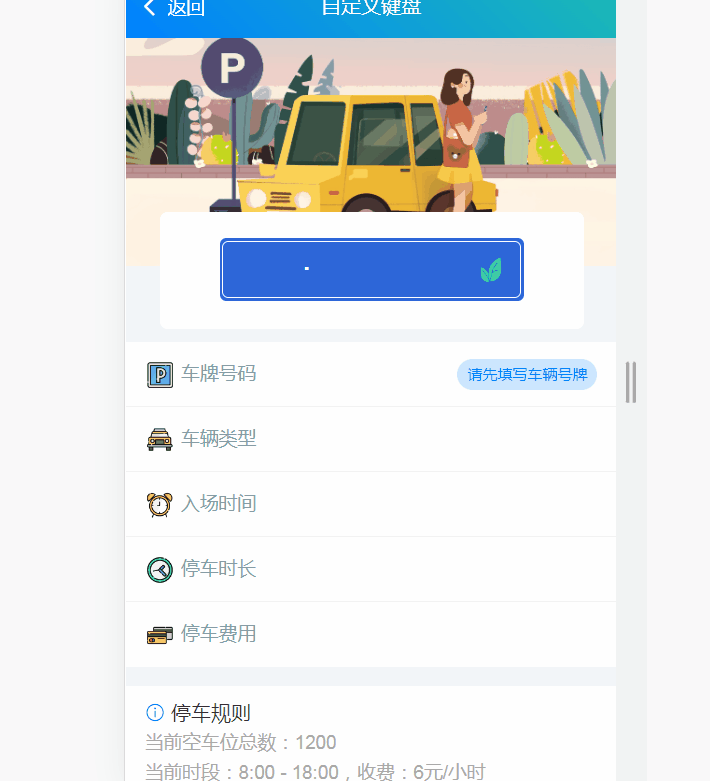 返回 自定义键盘
P
·
P 车牌号码 请先填写车辆号牌
车辆类型
入场时间
停车时长
停车费用
停车规则
当前空车位总数：1200
当前时段：8:00 - 18:00，收费：6元/小时